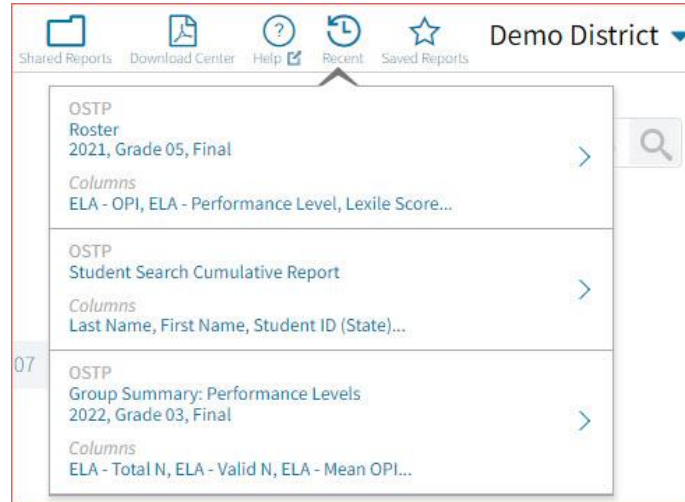 Shared Reports Download Center Help Recent Saved Reports Demo District
OSTP
Roster
2021, Grade 05, Final
Columns
ELA - OPI, ELA - Performance Level, Lexile Score...
OSTP
Student Search Cumulative Report
Columns
Last Name, First Name, Student ID (State)...
07
OSTP
Group Summary: Performance Levels
2022, Grade 03, Final
Columns
ELA - Total N, ELA - Valid N, ELA - Mean OPI...